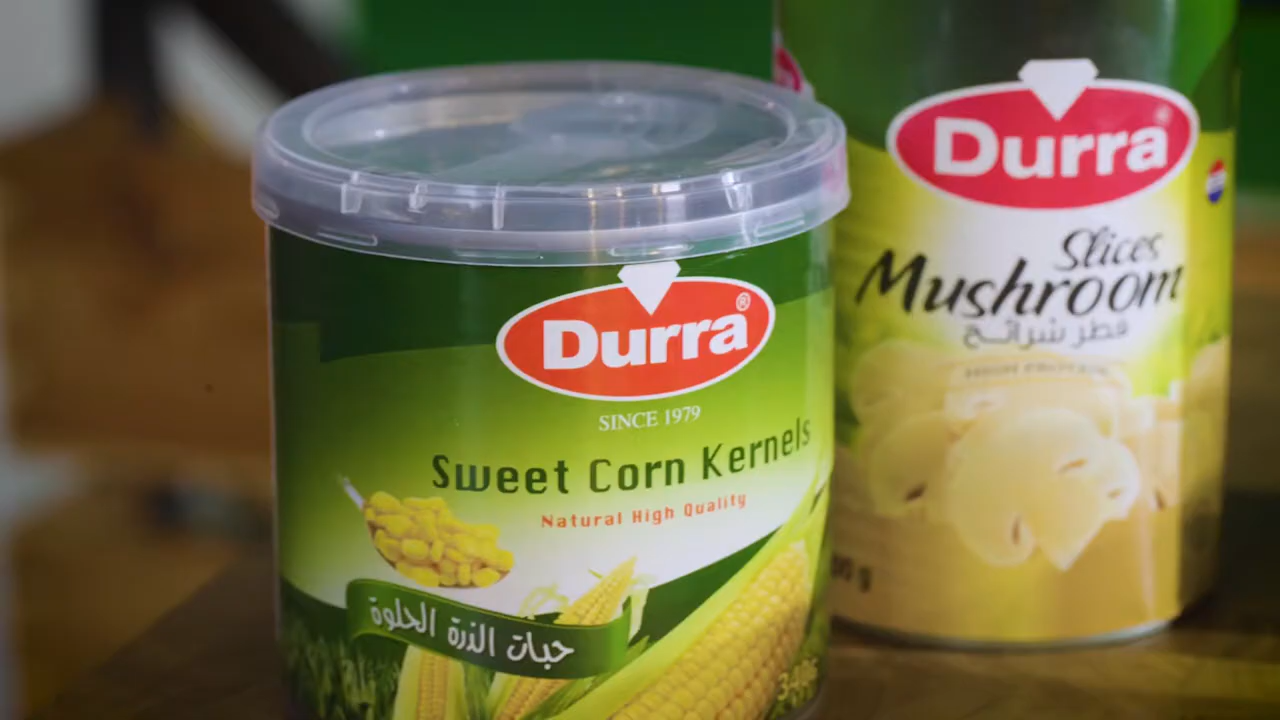 Durra®
SINCE 1979
Sweet Corn Kernels
Natural High Quality
حبات الذرة الحلوة
Durra
Slices
Mushroom
فطر شرائح